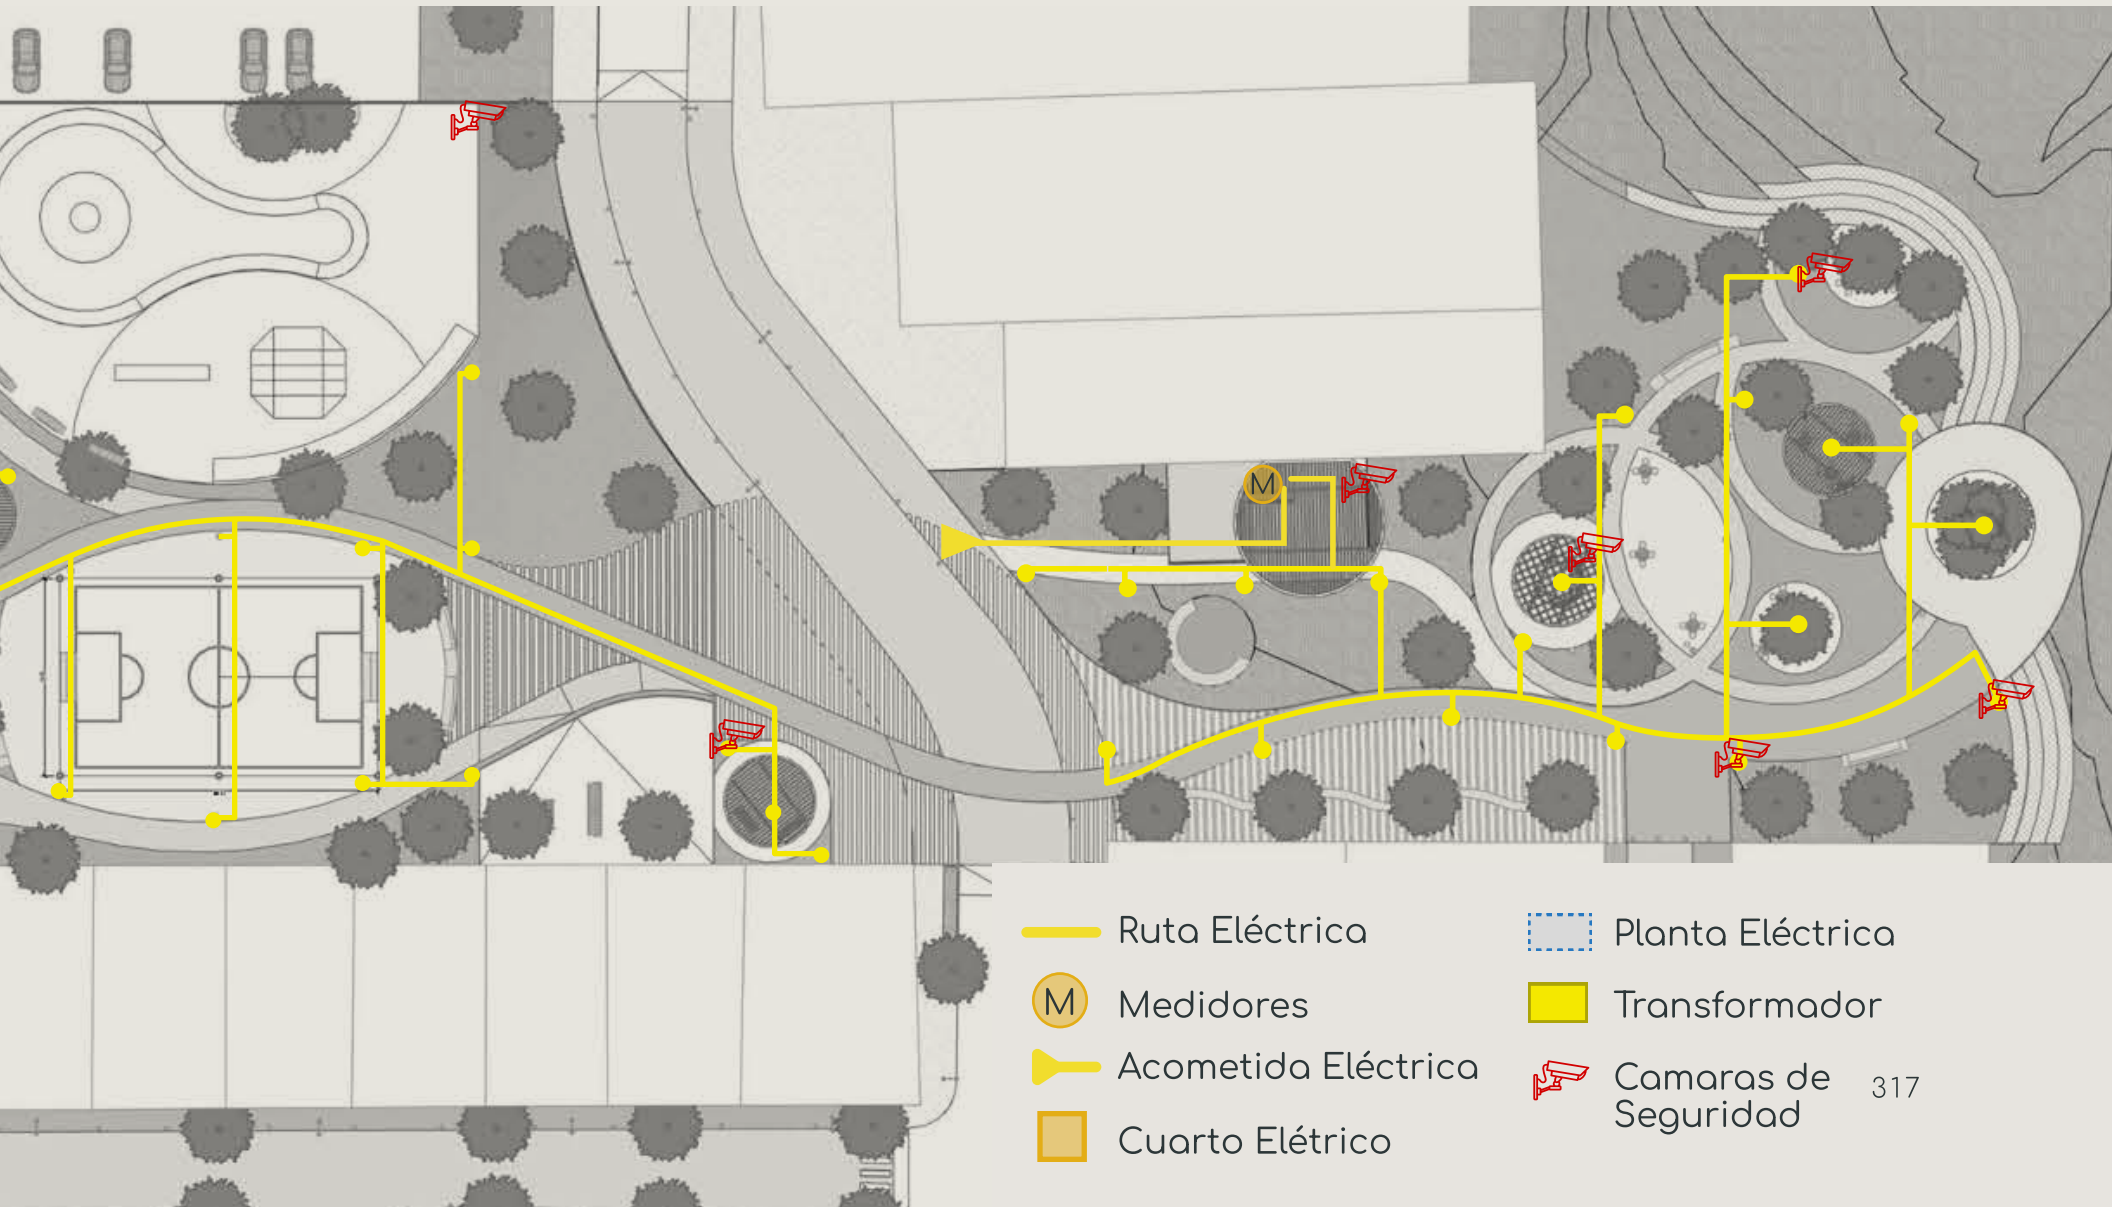 M
Ruta Eléctrica
Medidores
M
Acometida Eléctrica
Cuarto Elétrico
Planta Eléctrica
Transformador
Camaras de
Seguridad
317